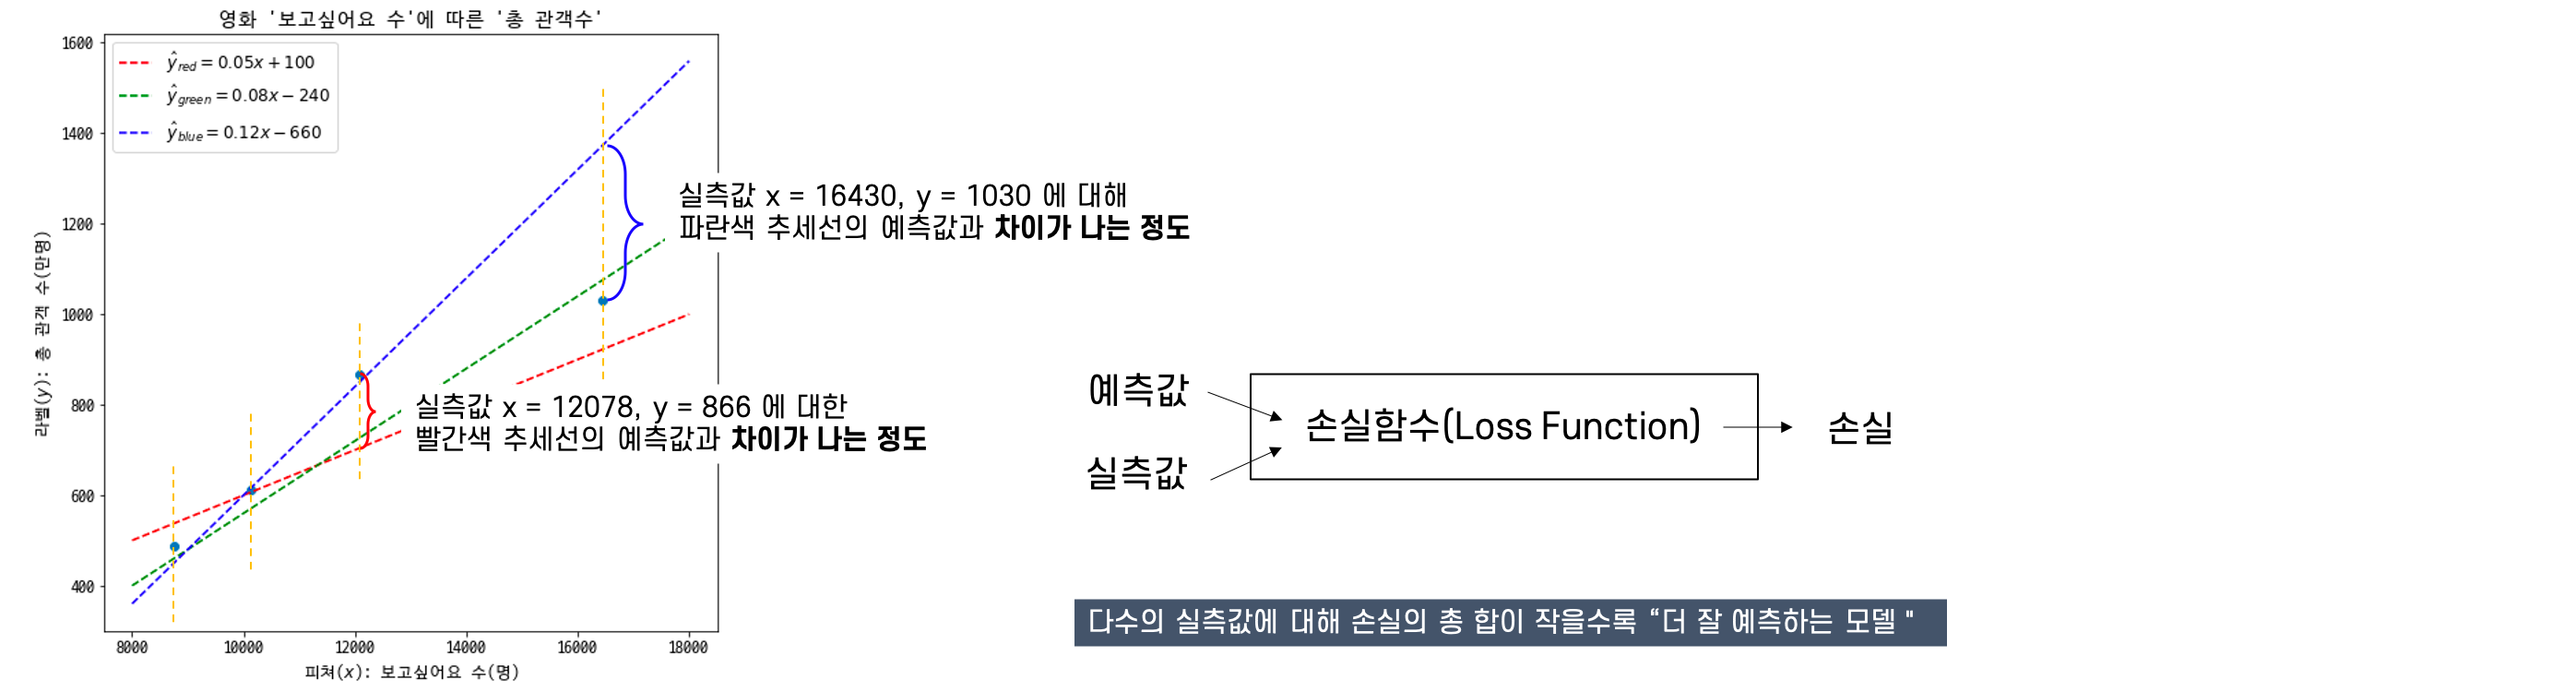 영화 '보고싶어요 수'에 따른 '총 관객수'
1600
1400
1200
1000
800
600
400
ŷ_red = 0.05x + 100
ŷ_green = 0.08x − 240
ŷ_blue = 0.12x − 660
라벨(y): 총 관객 수(만명)
실측값 x = 16430, y = 1030 에 대해
파란색 추세선의 예측값과 차이가 나는 정도
실측값 x = 12078, y = 866 에 대한
빨간색 추세선의 예측값과 차이가 나는 정도
8000 10000 12000 14000 16000 18000
피쳐(x): 보고싶어요 수(명)
예측값
실측값
손실함수(Loss Function)
손실
다수의 실측값에 대해 손실의 총 합이 작을수록 “더 잘 예측하는 모델 "